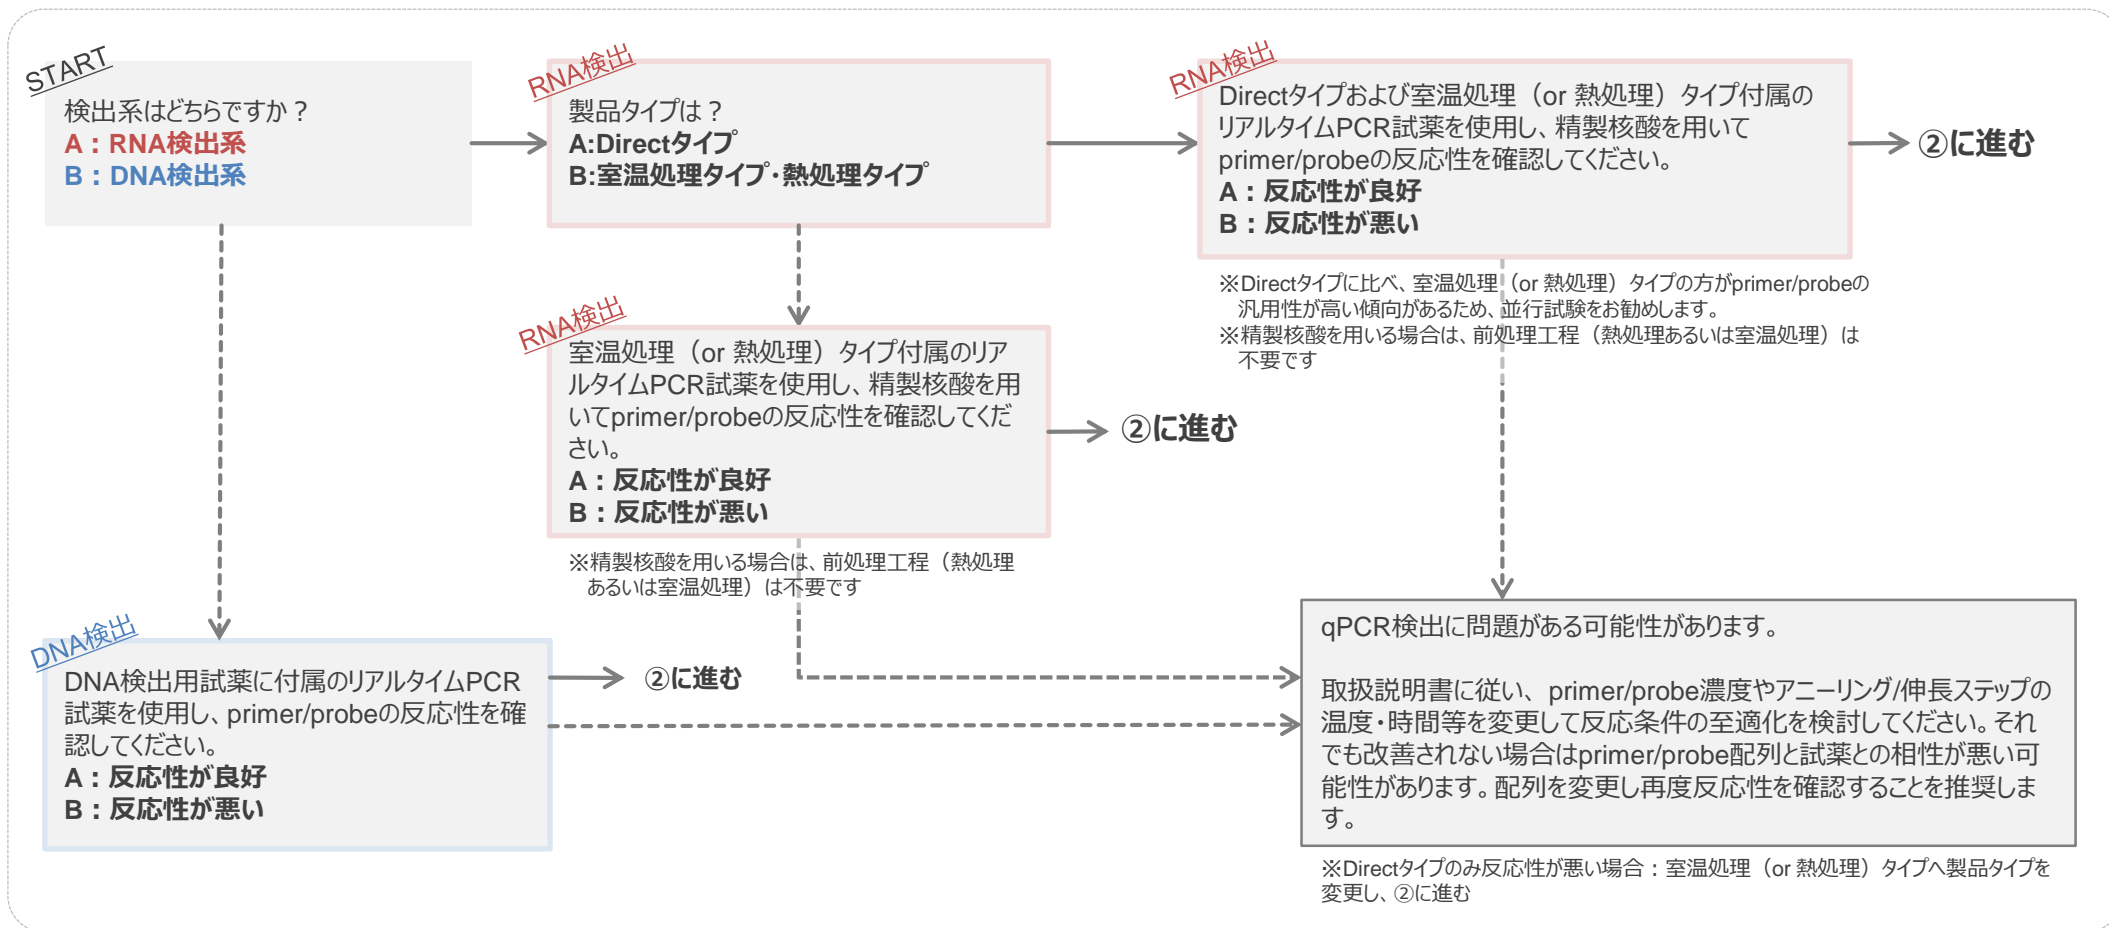 START
検出系はどちらですか？
A：RNA検出系
B：DNA検出系
RNA検出
製品タイプは？
A:Directタイプ
B:室温処理タイプ・熱処理タイプ
RNA検出
Directタイプおよび室温処理（or 熱処理）タイプ付属の
リアルタイムPCR試薬を使用し、精製核酸を用いて
primer/probeの反応性を確認してください。
A：反応性が良好
B：反応性が悪い
②に進む
※Directタイプに比べ、室温処理（or 熱処理）タイプの方がprimer/probeの
汎用性が高い傾向があるため、並行試験をお勧めします。
※精製核酸を用いる場合は、前処理工程（熱処理あるいは室温処理）は
不要です
RNA検出
室温処理（or 熱処理）タイプ付属のリア
ルタイムPCR試薬を使用し、精製核酸を用
いてprimer/probeの反応性を確認してくだ
さい。
A：反応性が良好
B：反応性が悪い
②に進む
※精製核酸を用いる場合は、前処理工程（熱処理
あるいは室温処理）は不要です
DNA検出
DNA検出用試薬に付属のリアルタイムPCR
試薬を使用し、primer/probeの反応性を確
認してください。
A：反応性が良好
B：反応性が悪い
②に進む
qPCR検出に問題がある可能性があります。
取扱説明書に従い、 primer/probe濃度やアニーリング/伸長ステップの
温度・時間等を変更して反応条件の至適化を検討してください。それ
でも改善されない場合はprimer/probe配列と試薬との相性が悪い可
能性があります。配列を変更し再度反応性を確認することを推奨しま
す。
※Directタイプのみ反応性が悪い場合：室温処理（or 熱処理）タイプへ製品タイプを
変更し、②に進む